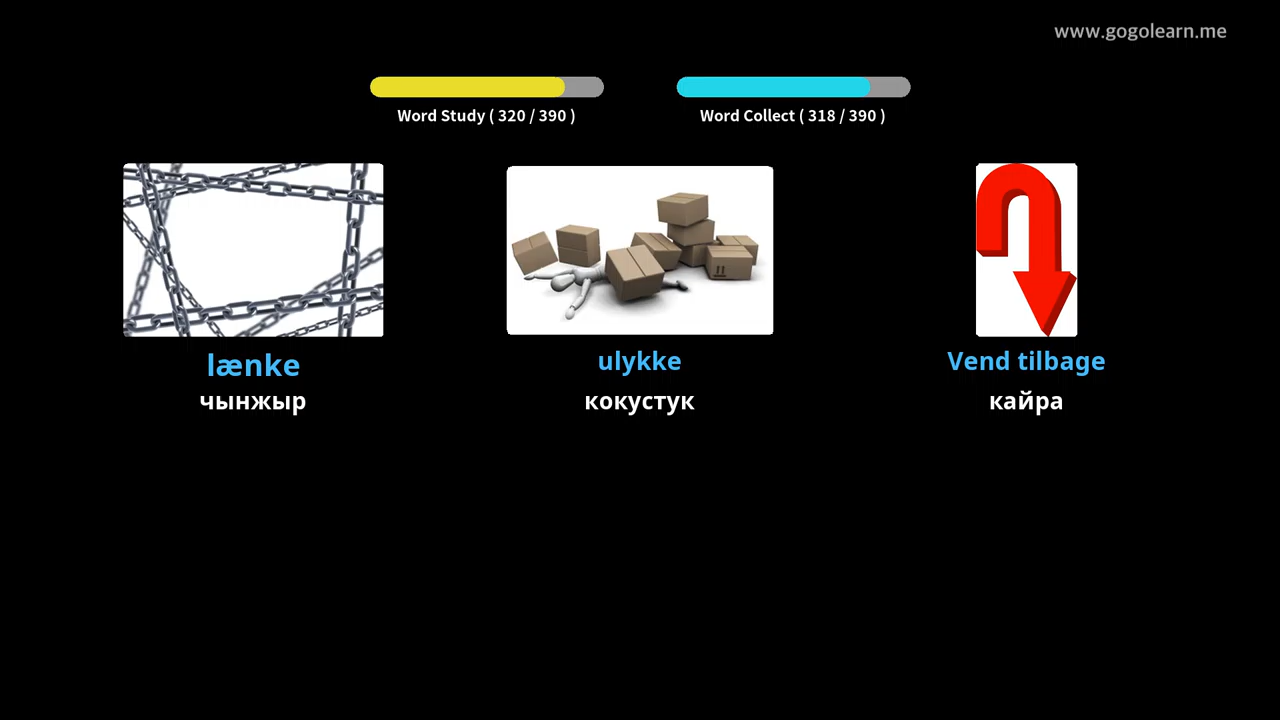 www.gogolearn.me
Word Study ( 320 / 390 )
Word Collect ( 318 / 390 )
lænke
ulykke
Vend tilbage
чынжыр
кокустук
кайра